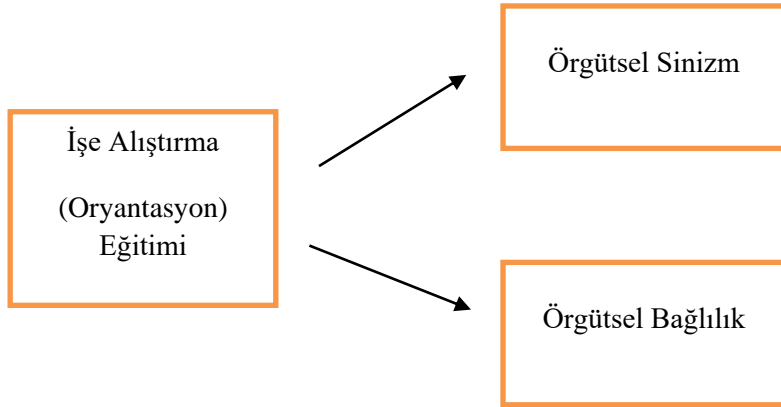 İşe Alıştırma
(Oryantasyon)
Eğitimi
Örgütsel Sinizm
Örgütsel Bağlılık